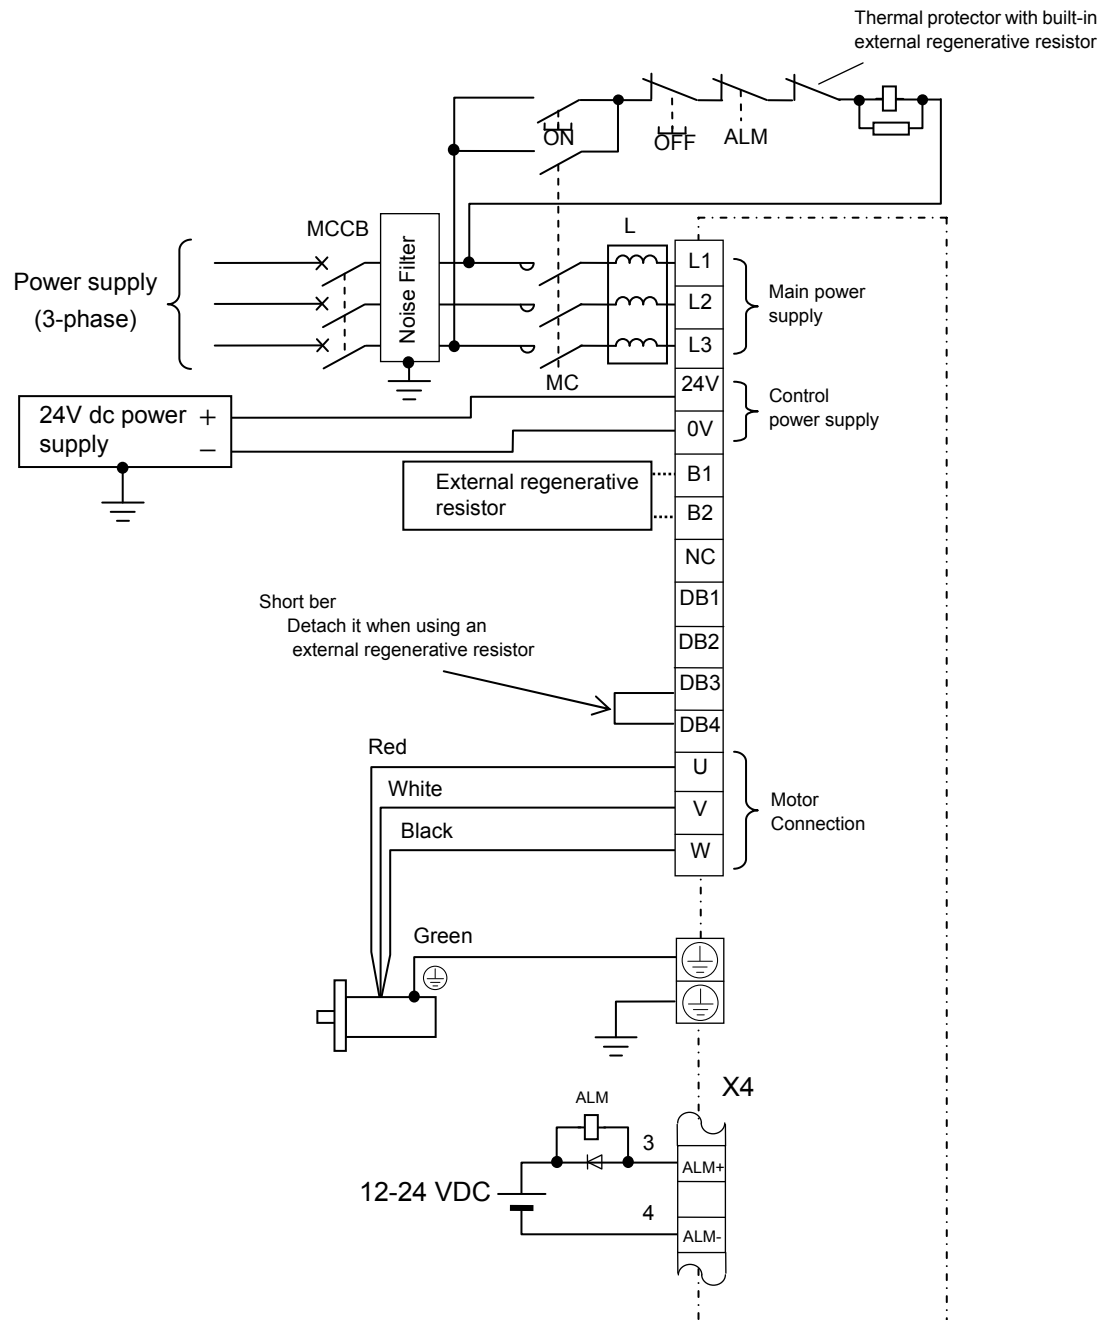 Thermal protector with built-in
external regenerative resistor
ON
OFF
ALM
MCCB
Noise Filter
L
Power supply
(3-phase)
L1
L2
L3
Main power
supply
MC
24V
0V
Control
power supply
24V dc power
supply
+
−
External regenerative
resistor
B1
B2
NC
DB1
DB2
DB3
DB4
Short ber
Detach it when using an
external regenerative resistor
Red
White
Black
U
V
W
Motor
Connection
Green
X4
ALM
3
ALM+
12-24 VDC
4
ALM-